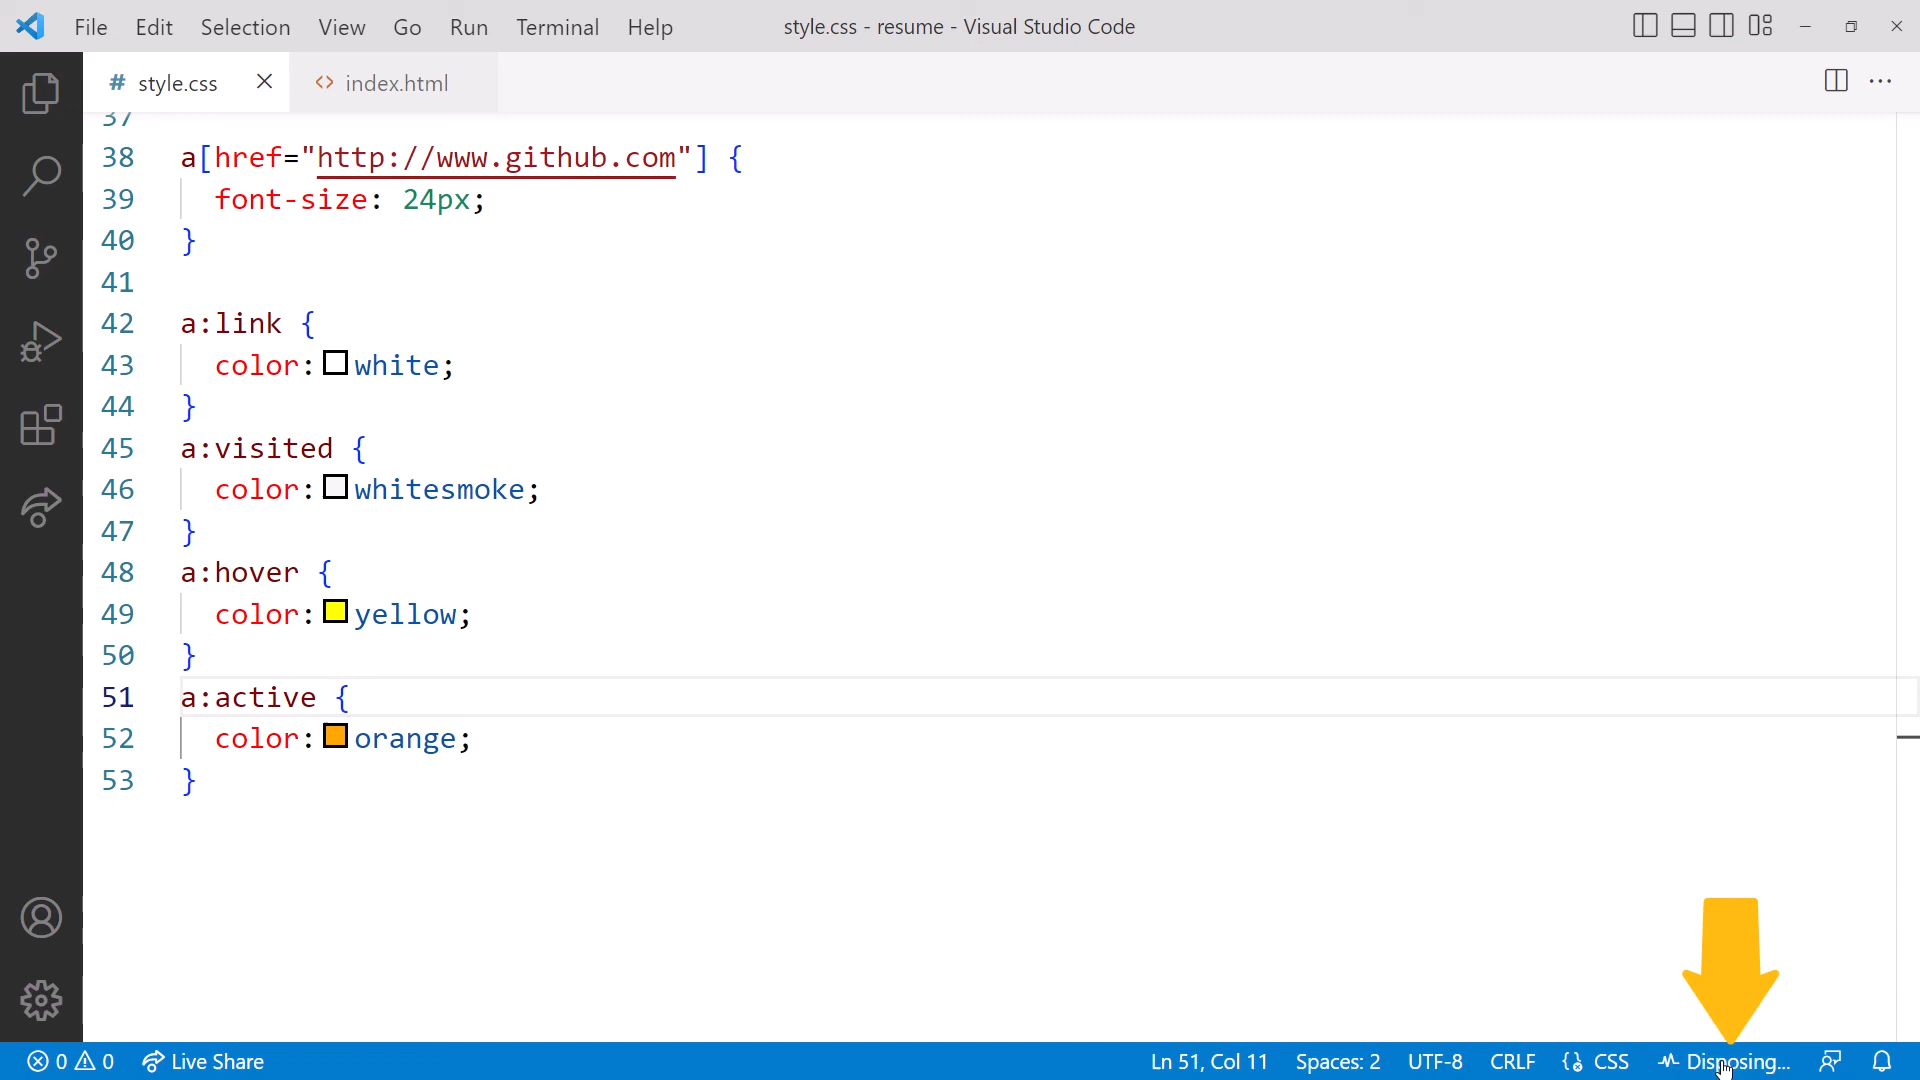 File Edit Selection View Go Run Terminal Help style.css - resume - Visual Studio Code
# style.css index.html
37
38 a[href="http://www.github.com"] {
39 font-size: 24px;
40 }
41
42 a:link {
43 color: white;
44 }
45 a:visited {
46 color: whitesmoke;
47 }
48 a:hover {
49 color: yellow;
50 }
51 a:active {
52 color: orange;
53 }
0 0 Live Share Ln 51, Col 11 Spaces: 2 UTF-8 CRLF {} CSS Disposing...